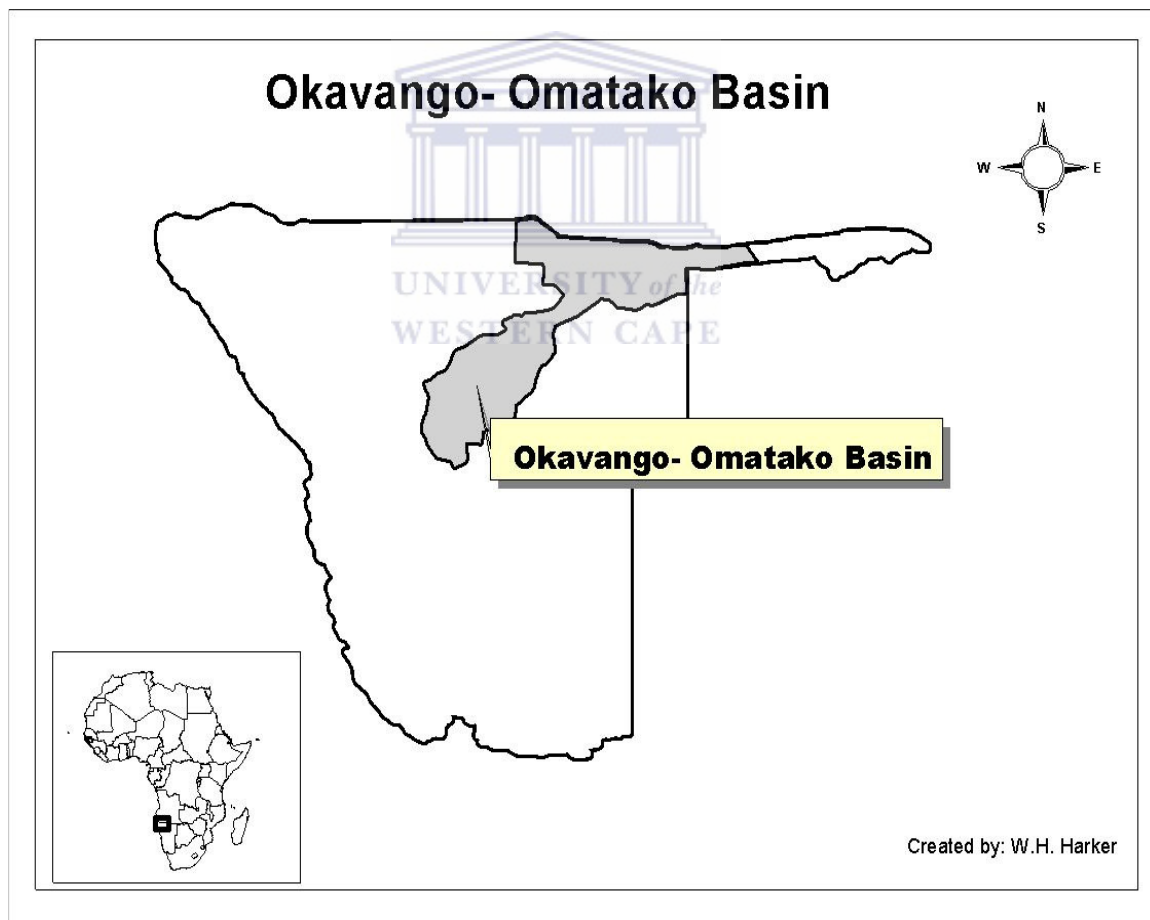 Okavango- Omatako Basin
N
W E
S
UNIVERSITY of the
WESTERN CAPE
Okavango- Omatako Basin
Created by: W.H. Harker